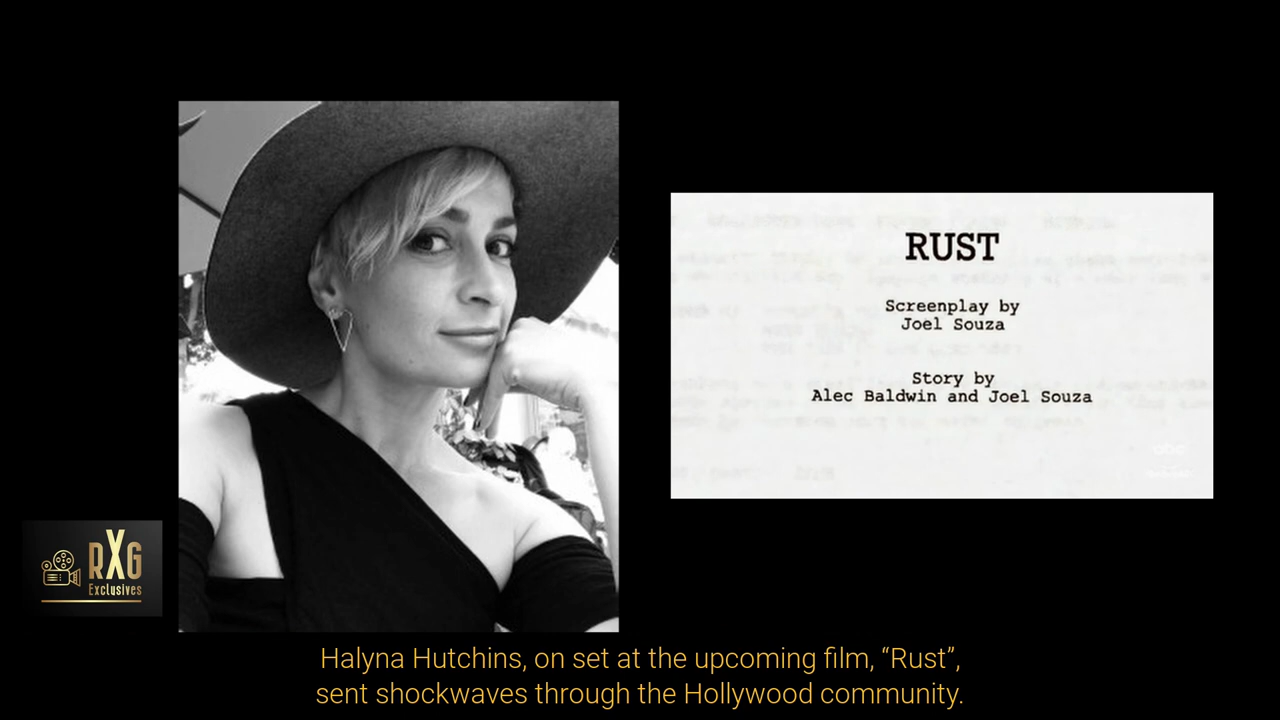 RUST
Screenplay by
Joel Souza
Story by
Alec Baldwin and Joel Souza
RXG
Exclusives
Halyna Hutchins, on set at the upcoming film, “Rust”,
sent shockwaves through the Hollywood community.